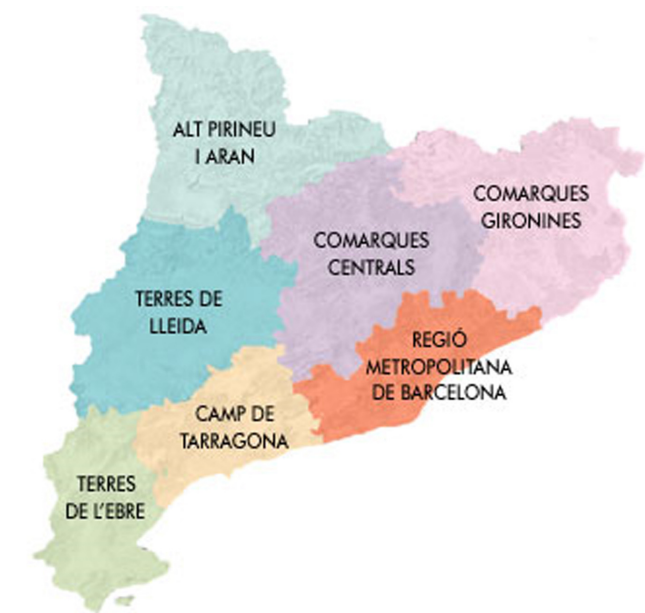 ALT PIRINEU
I ARAN
COMARQUES
GIRONINES
COMARQUES
CENTRALS
TERRES DE
LLEIDA
REGIÓ
METROPOLITANA
DE BARCELONA
CAMP DE
TARRAGONA
TERRES
DE L'EBRE